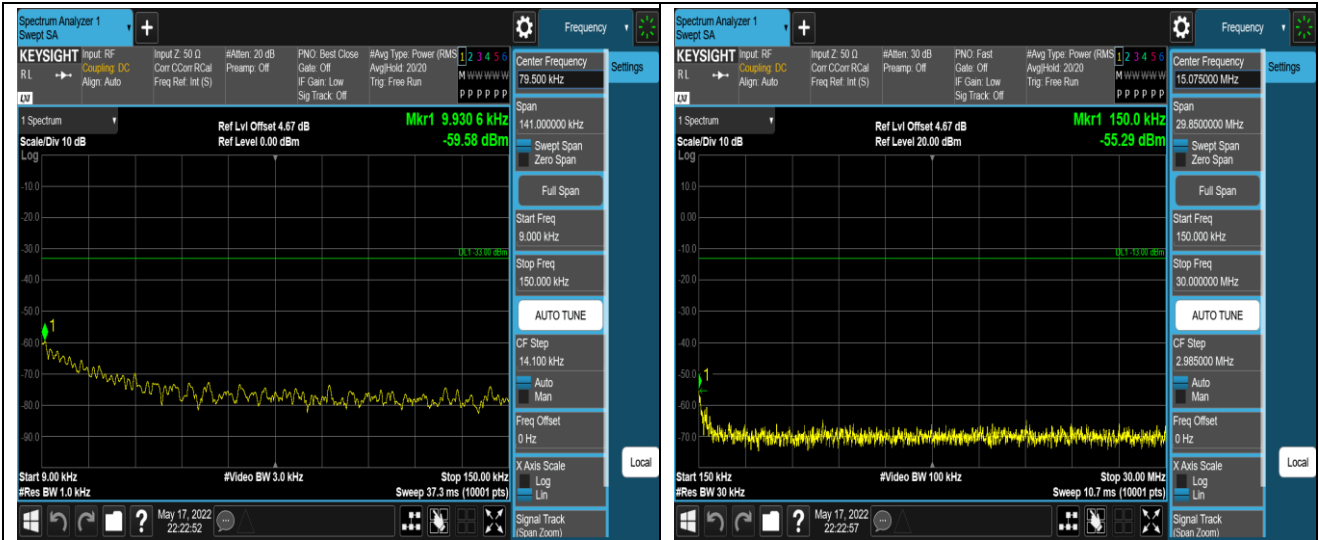 Spectrum Analyzer 1
Swept SA
+
Frequency
KEYSIGHT
RL
LXI
Input: RF
Coupling: DC
Align: Auto
Input Z: 50 Ω
Corr CCorr RCal
Freq Ref: Int (S)
#Atten: 20 dB
Preamp: Off
PNO: Best Close
Gate: Off
IF Gain: Low
Sig Track: Off
#Avg Type: Power (RMS
Avg|Hold: 20/20
Trig: Free Run
1 2 3 4 5 6
M W W W W W
P P P P P P
Center Frequency
79.500 kHz
Settings
Span
141.000000 kHz
Swept Span
Zero Span
Full Span
Start Freq
9.000 kHz
Stop Freq
150.000 kHz
AUTO TUNE
CF Step
14.100 kHz
Auto
Man
Freq Offset
0 Hz
X Axis Scale
Log
Lin
Signal Track
(Span Zoom)
Local
1 Spectrum
Scale/Div 10 dB
Log
Ref Lvl Offset 4.67 dB
Ref Level 0.00 dBm
Mkr1 9.930 6 kHz
-59.58 dBm
-10.0
-20.0
-30.0
DL1 -33.00 dBm
-40.0
-50.0
1
-60.0
-70.0
-80.0
-90.0
Start 9.00 kHz
#Video BW 3.0 kHz
Stop 150.00 kHz
#Res BW 1.0 kHz
Sweep 37.3 ms (10001 pts)
?
May 17, 2022
22:22:52
Spectrum Analyzer 1
Swept SA
+
Frequency
KEYSIGHT
RL
LXI
Input: RF
Coupling: DC
Align: Auto
Input Z: 50 Ω
Corr CCorr RCal
Freq Ref: Int (S)
#Atten: 30 dB
Preamp: Off
PNO: Fast
Gate: Off
IF Gain: Low
Sig Track: Off
#Avg Type: Power (RMS
Avg|Hold: 20/20
Trig: Free Run
1 2 3 4 5 6
M W W W W W
P P P P P P
Center Frequency
15.075000 MHz
Settings
Span
29.8500000 MHz
Swept Span
Zero Span
Full Span
Start Freq
150.000 kHz
Stop Freq
30.000000 MHz
AUTO TUNE
CF Step
2.985000 MHz
Auto
Man
Freq Offset
0 Hz
X Axis Scale
Log
Lin
Signal Track
(Span Zoom)
Local
1 Spectrum
Scale/Div 10 dB
Log
Ref Lvl Offset 4.67 dB
Ref Level 20.00 dBm
Mkr1 150.0 kHz
-55.29 dBm
10.0
0.00
-10.0
DL1 -13.00 dBm
-20.0
-30.0
-40.0
-50.0
1
-60.0
-70.0
Start 150 kHz
#Video BW 100 kHz
Stop 30.00 MHz
#Res BW 30 kHz
Sweep 10.7 ms (10001 pts)
?
May 17, 2022
22:22:57